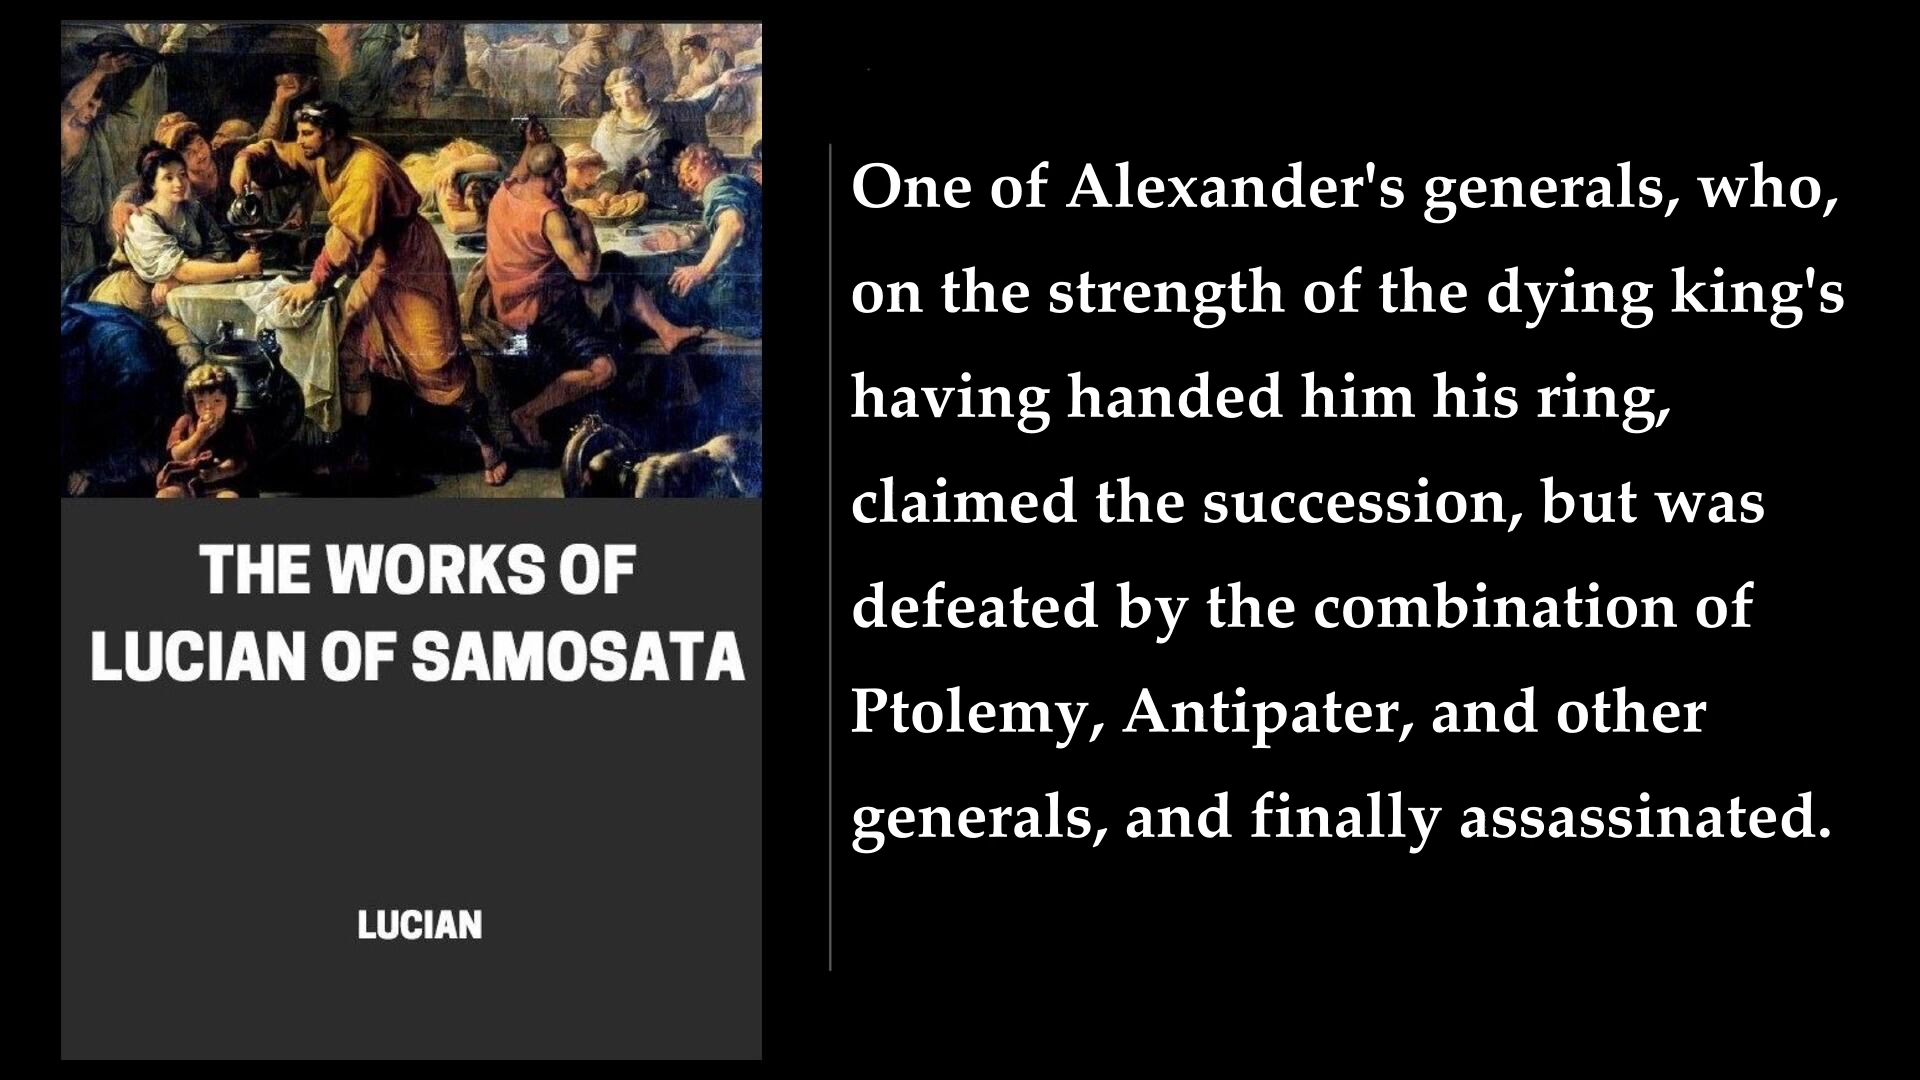 THE WORKS OF
LUCIAN OF SAMOSATA
LUCIAN
One of Alexander's generals, who,
on the strength of the dying king's
having handed him his ring,
claimed the succession, but was
defeated by the combination of
Ptolemy, Antipater, and other
generals, and finally assassinated.